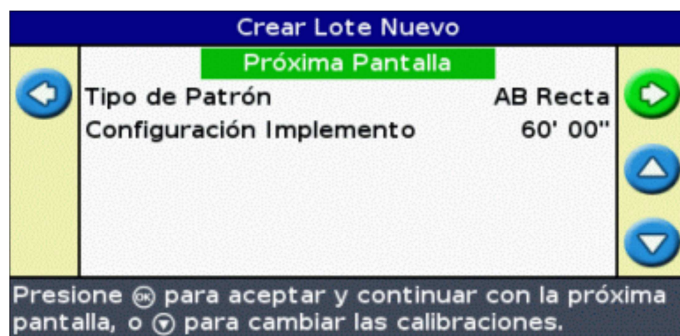 Crear Lote Nuevo
Próxima Pantalla
Tipo de Patrón AB Recta
Configuración Implemento 60' 00"
Presione OK para aceptar y continuar con la próxima
pantalla, o para cambiar las calibraciones.